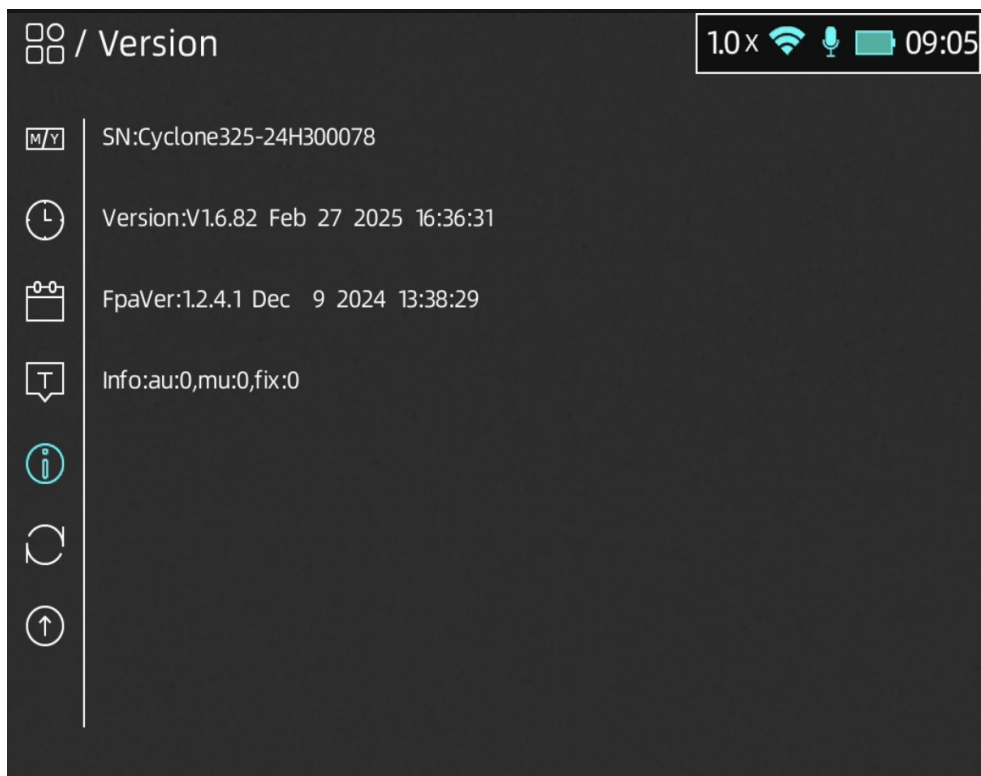 / Version
1.0x 09:05
M/Y
SN:Cyclone325-24H300078
Version:V1.6.82 Feb 27 2025 16:36:31
FpaVer:1.2.4.1 Dec 9 2024 13:38:29
T
Info:au:0,mu:0,fix:0